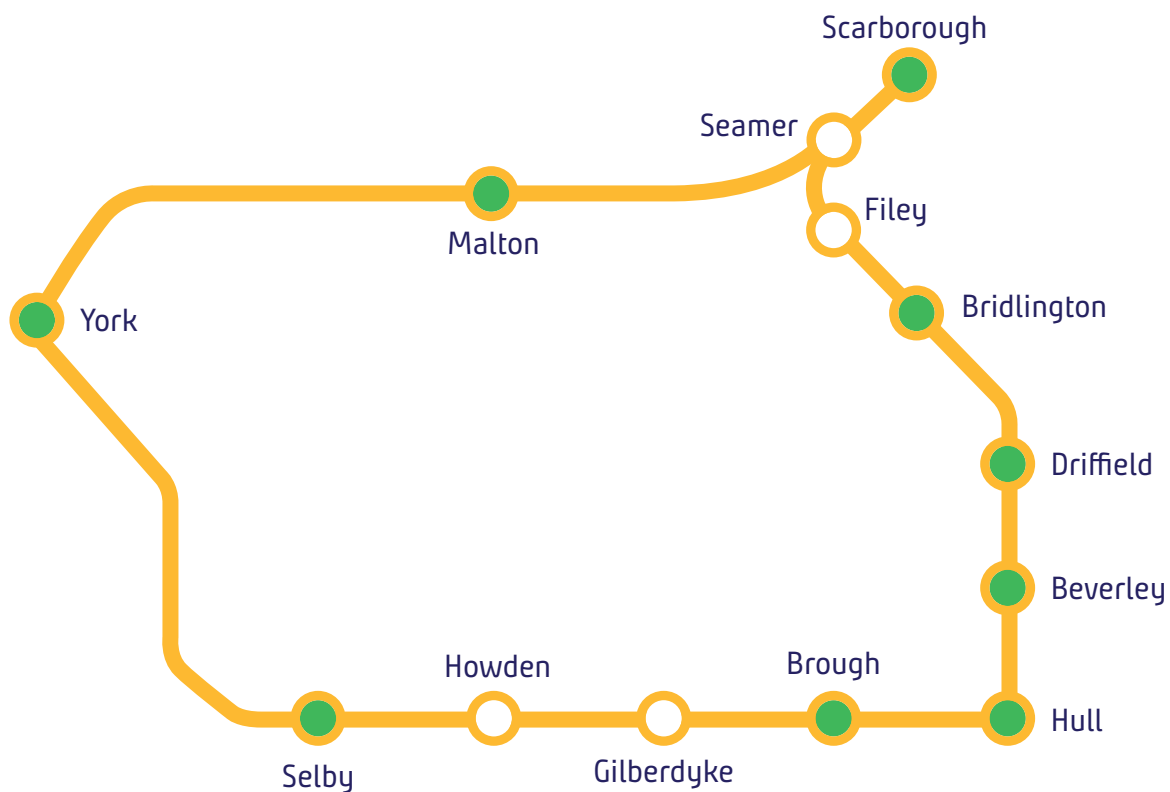 Scarborough
Seamer
Filey
Malton
Bridlington
York
Driffield
Beverley
Howden
Brough
Hull
Gilberdyke
Selby